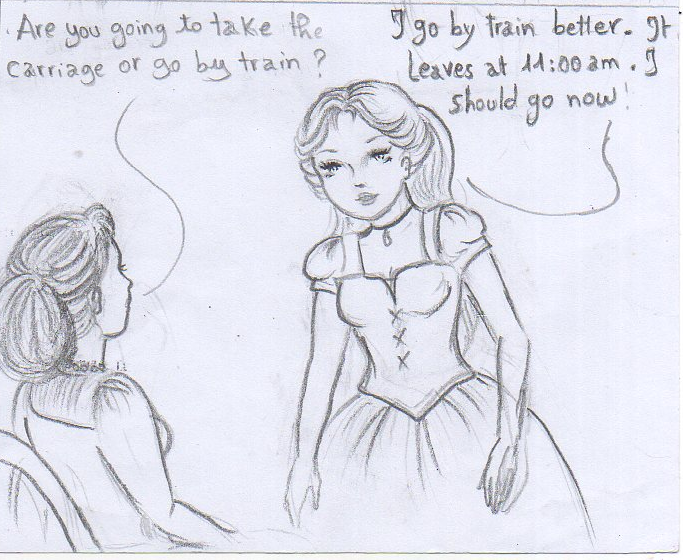 Are you going to take the
carriage or go by train ?
I go by train better. It
leaves at 11:00 am. I
should go now!